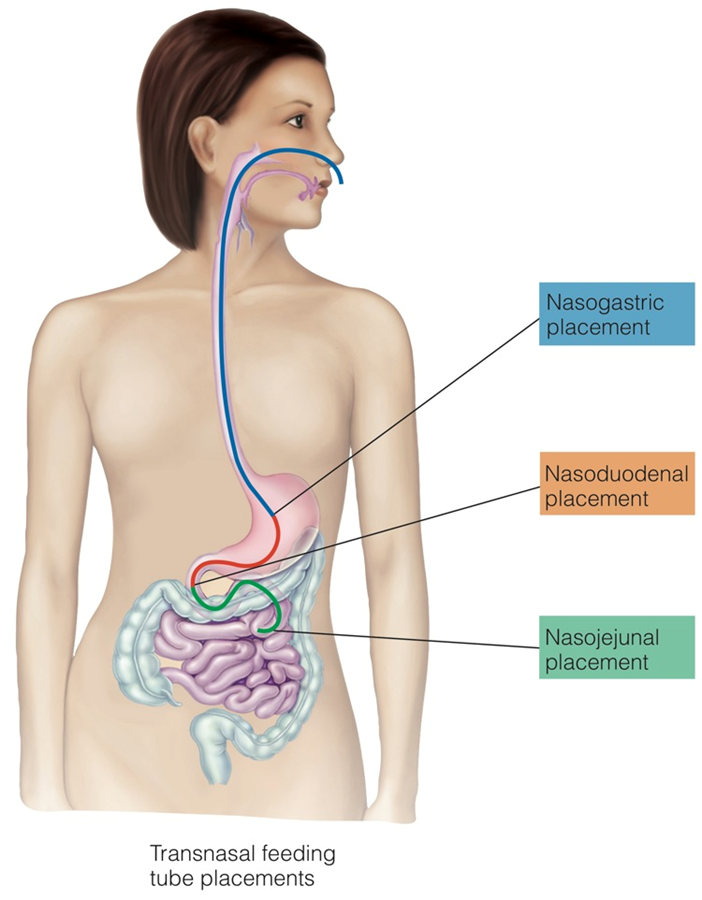 Nasogastric
placement
Nasoduodenal
placement
Nasojejunal
placement
Transnasal feeding
tube placements